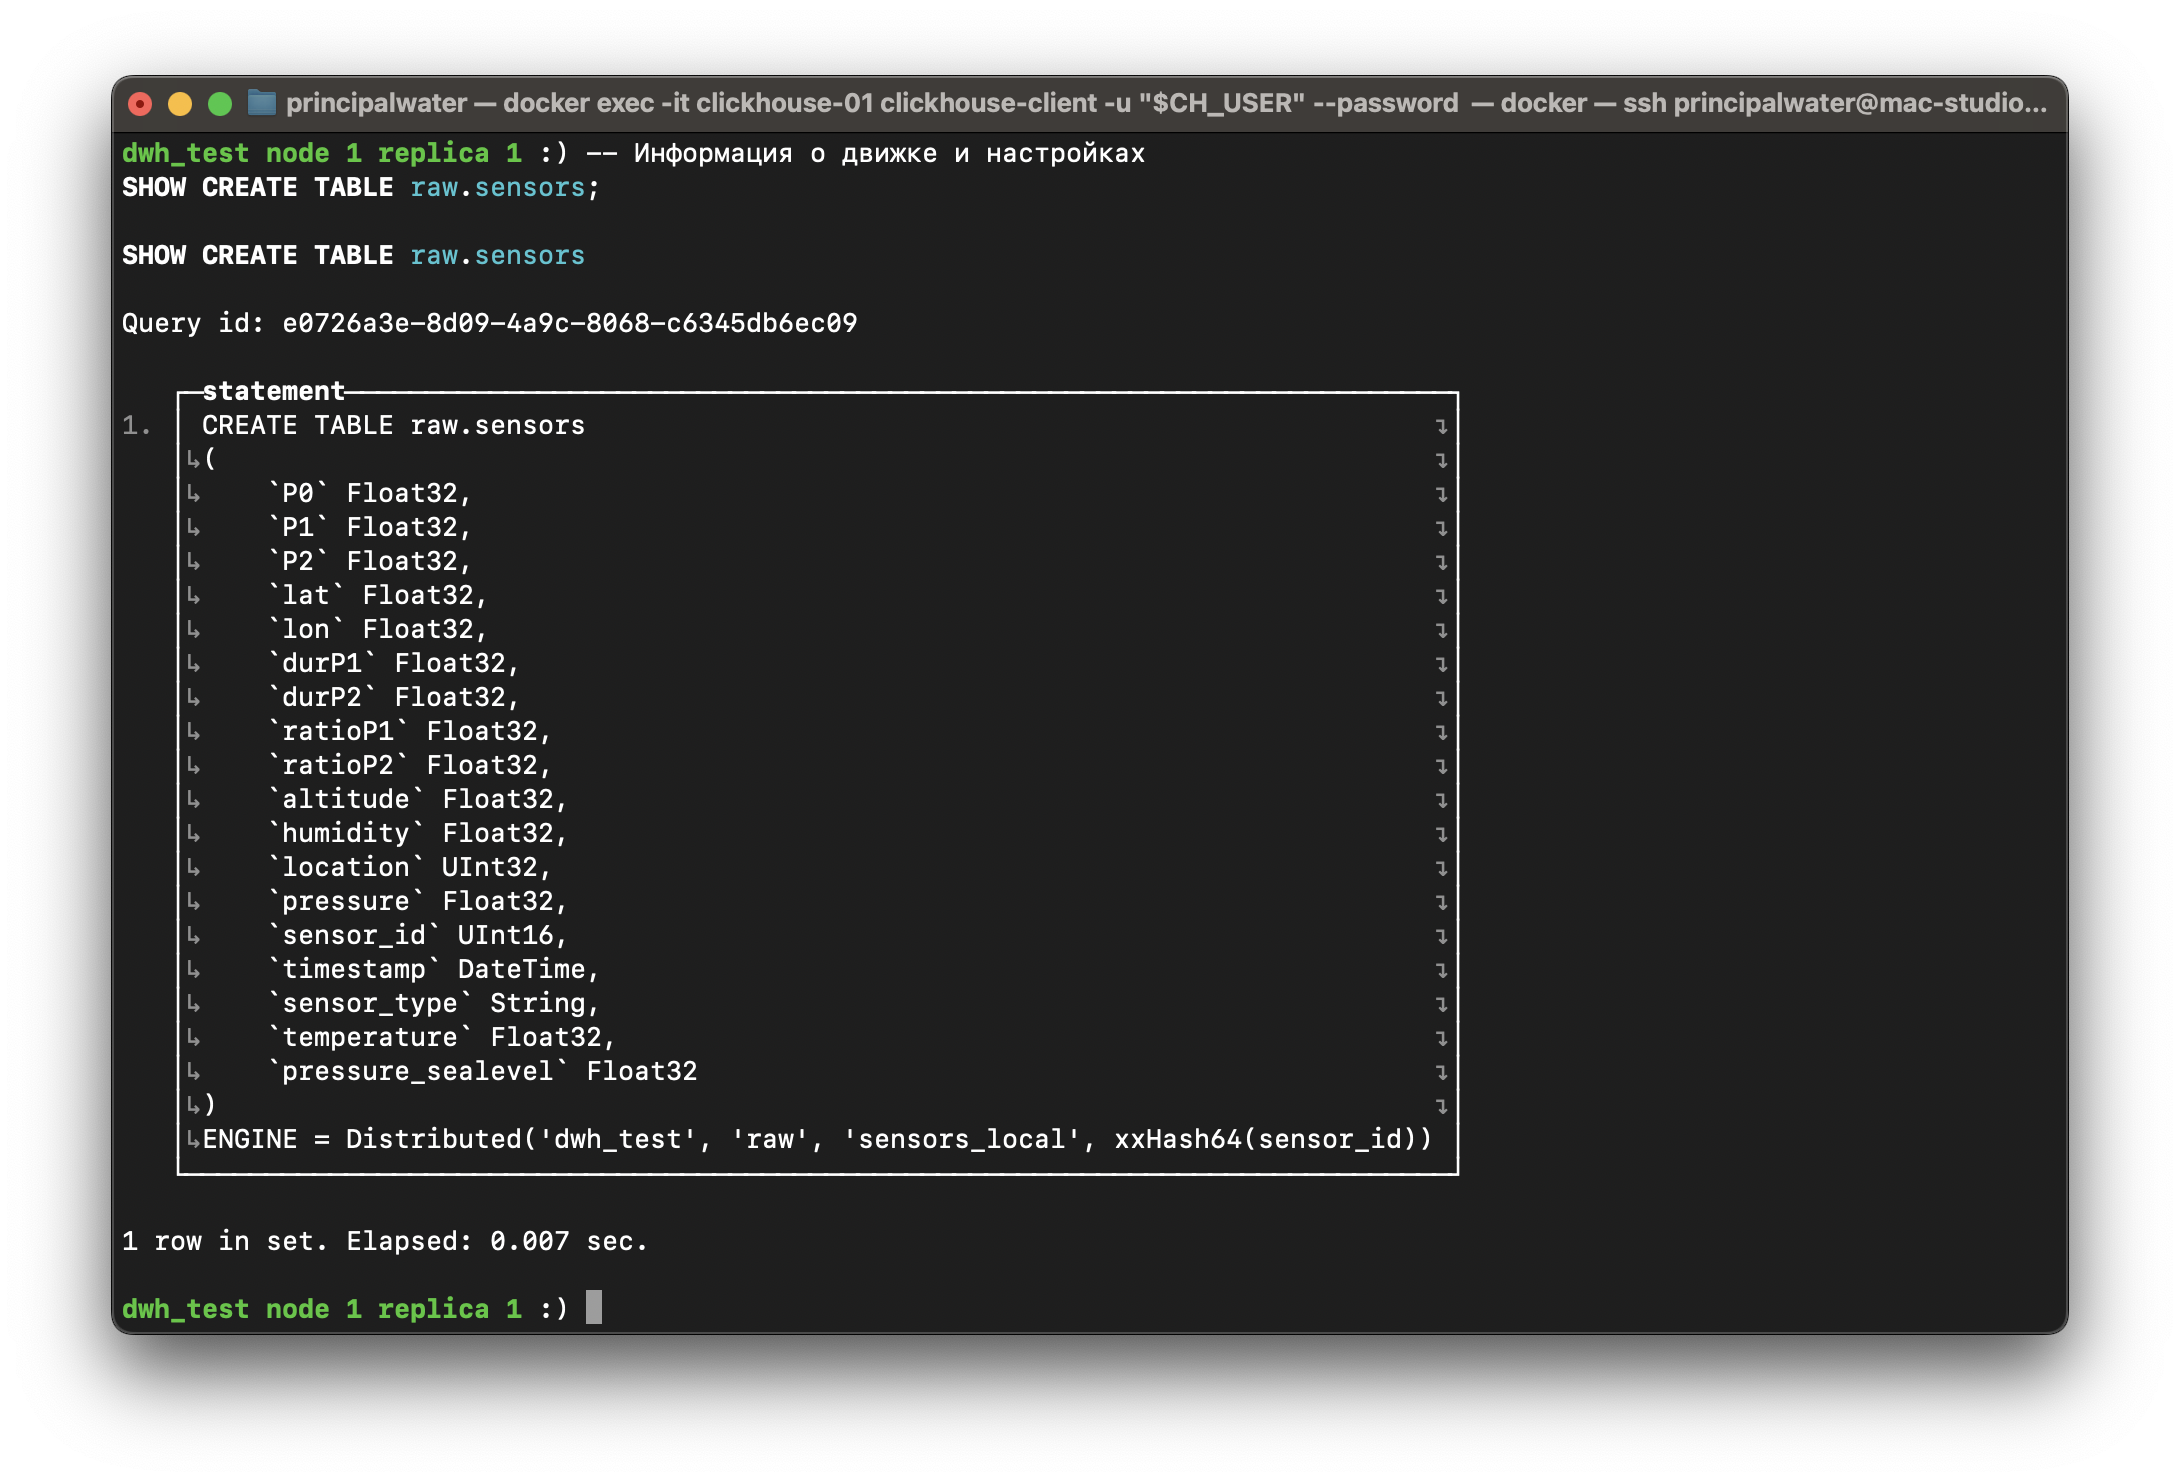 principalwater — docker exec -it clickhouse-01 clickhouse-client -u "$CH_USER" --password — docker — ssh principalwater@mac-studio...
dwh_test node 1 replica 1 :) -- Информация о движке и настройках
SHOW CREATE TABLE raw.sensors;
SHOW CREATE TABLE raw.sensors
Query id: e0726a3e-8d09-4a9c-8068-c6345db6ec09
statement
1. CREATE TABLE raw.sensors ↴
↳( ↴
↳    `P0` Float32, ↴
↳    `P1` Float32, ↴
↳    `P2` Float32, ↴
↳    `lat` Float32, ↴
↳    `lon` Float32, ↴
↳    `durP1` Float32, ↴
↳    `durP2` Float32, ↴
↳    `ratioP1` Float32, ↴
↳    `ratioP2` Float32, ↴
↳    `altitude` Float32, ↴
↳    `humidity` Float32, ↴
↳    `location` UInt32, ↴
↳    `pressure` Float32, ↴
↳    `sensor_id` UInt16, ↴
↳    `timestamp` DateTime, ↴
↳    `sensor_type` String, ↴
↳    `temperature` Float32, ↴
↳    `pressure_sealevel` Float32 ↴
↳) ↴
↳ENGINE = Distributed('dwh_test', 'raw', 'sensors_local', xxHash64(sensor_id))
1 row in set. Elapsed: 0.007 sec.
dwh_test node 1 replica 1 :)